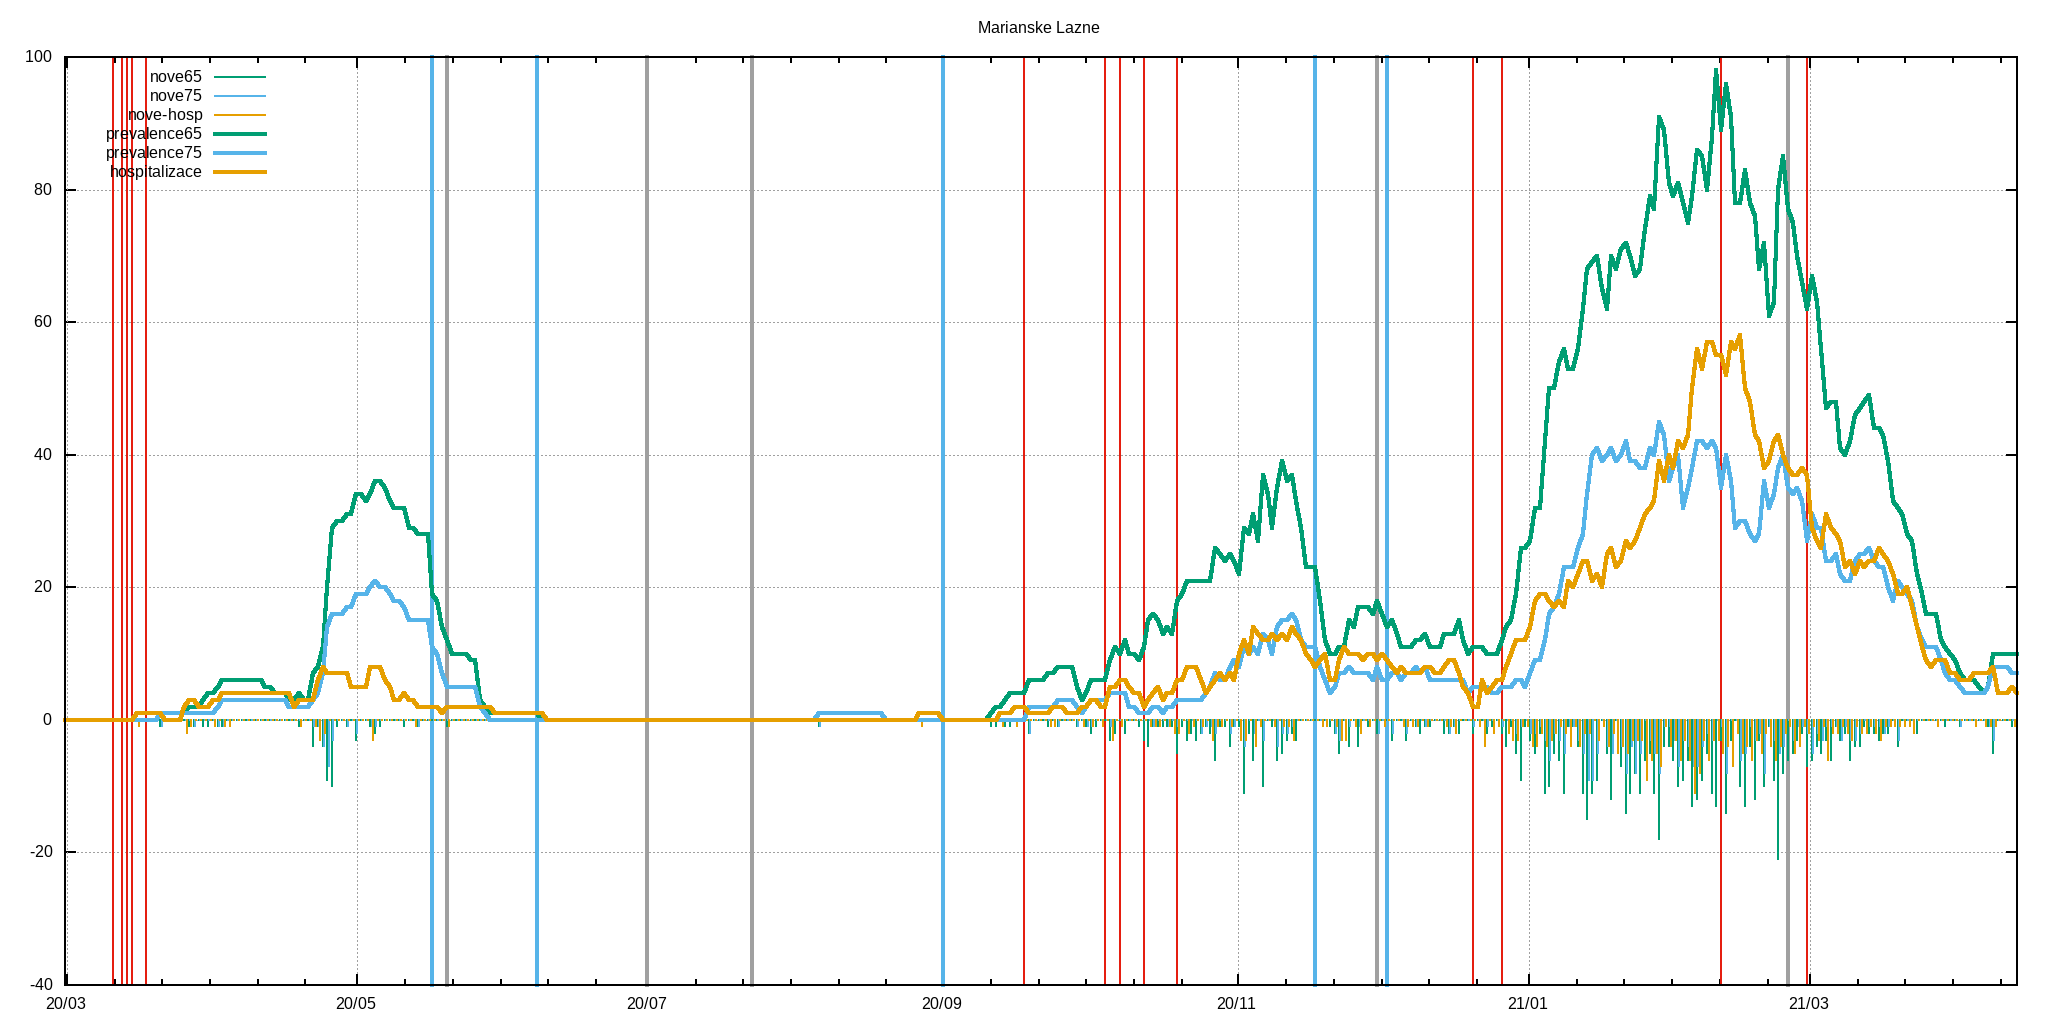 Marianske Lazne
100
nove65
nove75
nove-hosp
prevalence65
prevalence75
hospitalizace
80
60
40
20
0
-20
-40
20/03 20/05 20/07 20/09 20/11 21/01 21/03